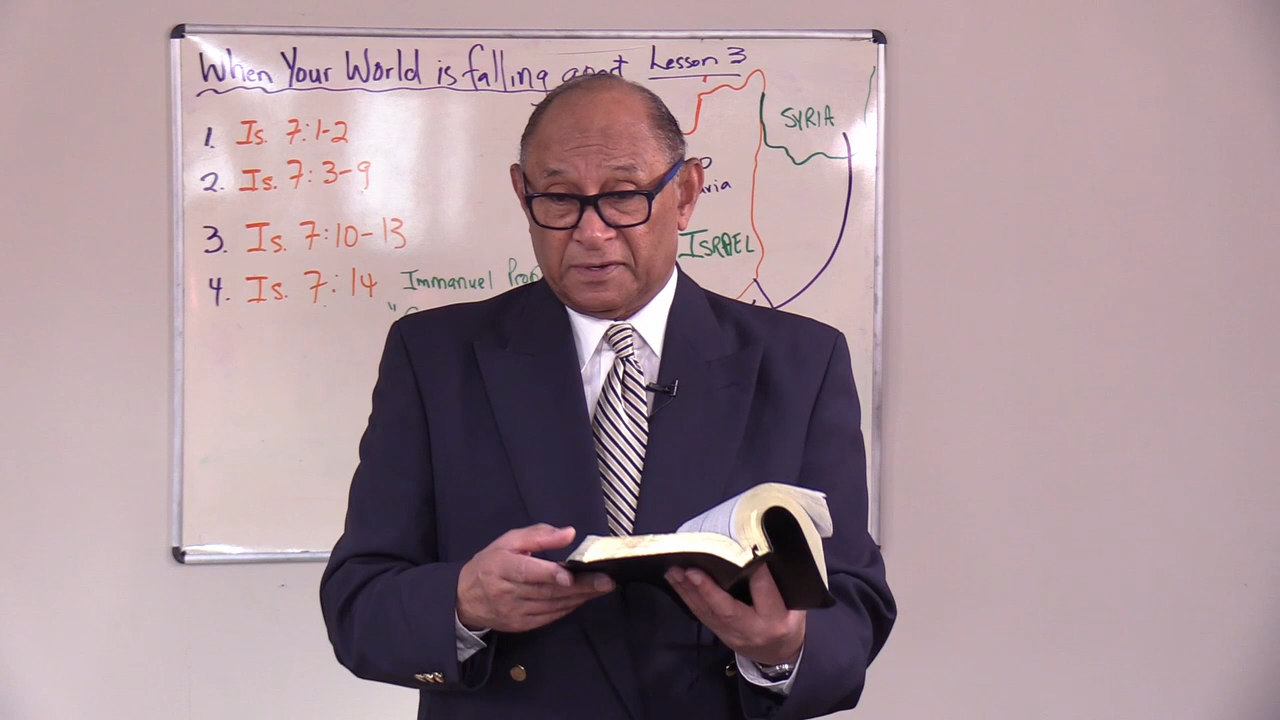 When Your World is falling apart Lesson 3
1. Is. 7:1-2
2. Is. 7:3-9
3. Is. 7:10-13
4. Is. 7:14 Immanuel
SYRIA
ISRAEL